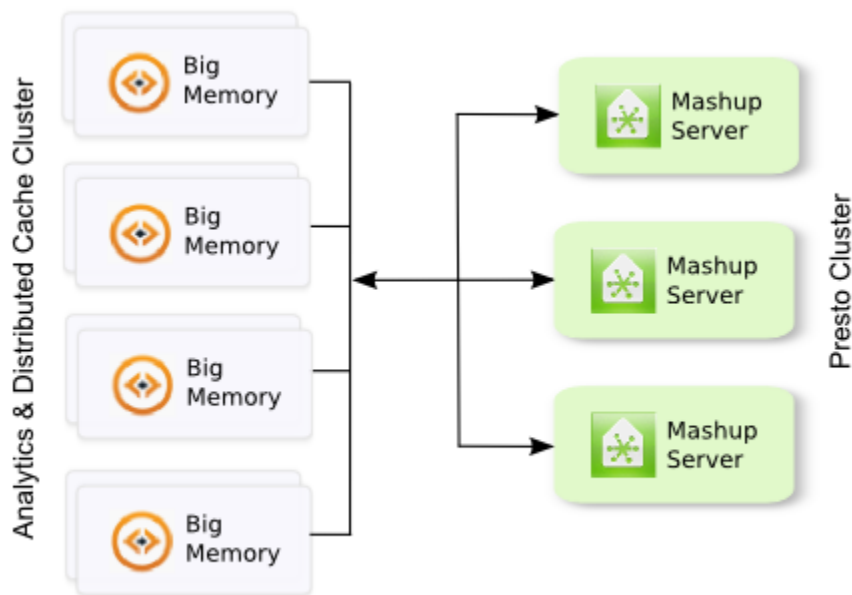 Analytics & Distributed Cache Cluster
Big
Memory
Big
Memory
Big
Memory
Big
Memory
Mashup
Server
Mashup
Server
Mashup
Server
Presto Cluster